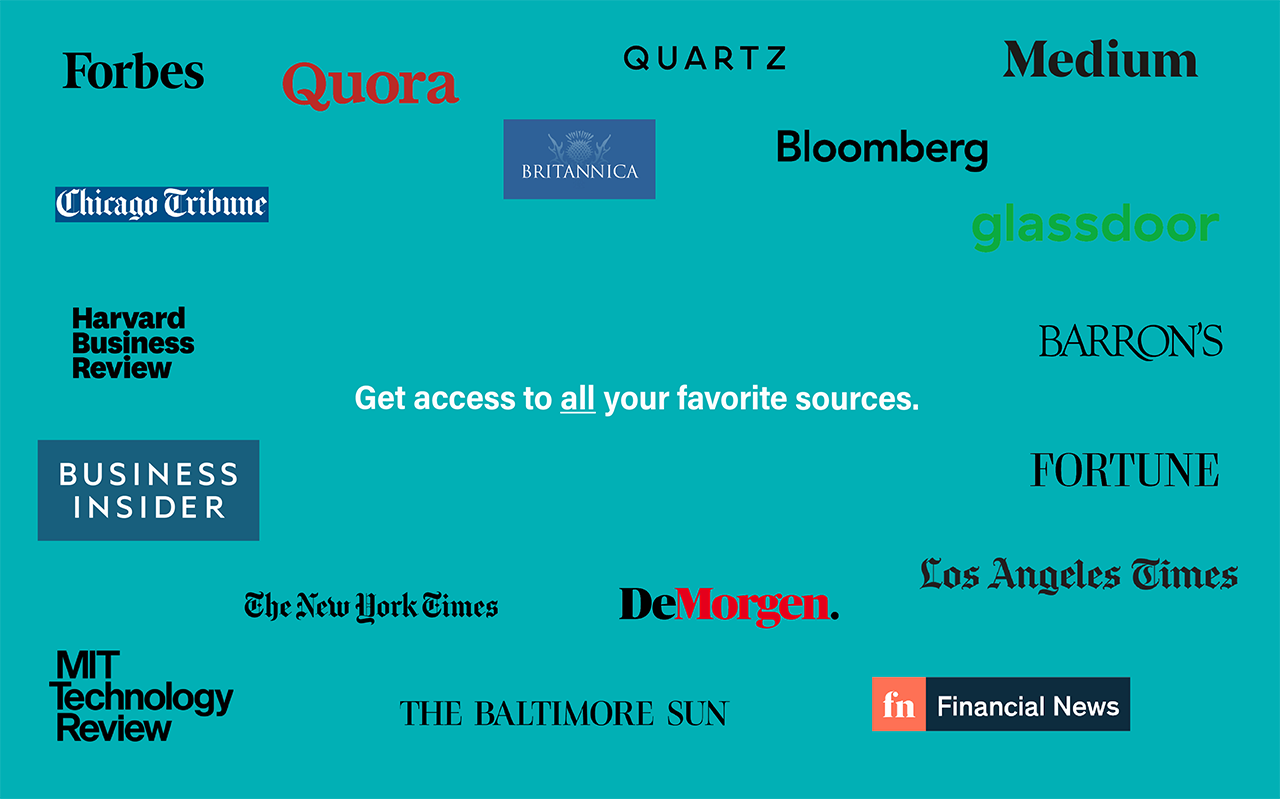 Forbes
Quora
QUARTZ
Medium
BRITANNICA
Bloomberg
Chicago Tribune
glassdoor
Harvard
Business
Review
BARRON'S
Get access to all your favorite sources.
BUSINESS
INSIDER
FORTUNE
Los Angeles Times
The New York Times
DeMorgen.
MIT
Technology
Review
THE BALTIMORE SUN
fn Financial News